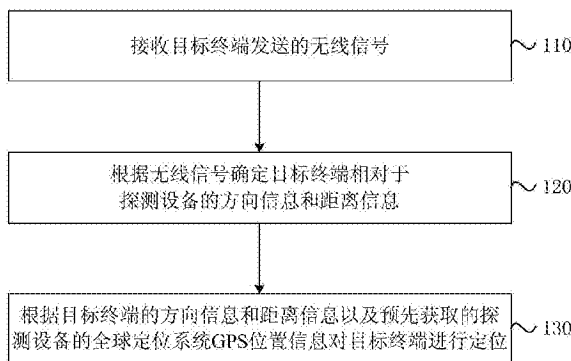 接收目标终端发送的无线信号
110
根据无线信号确定目标终端相对于
探测设备的方向信息和距离信息
120
根据目标终端的方向信息和距离信息以及预先获取的探
测设备的全球定位系统GPS位置信息对目标终端进行定位
130